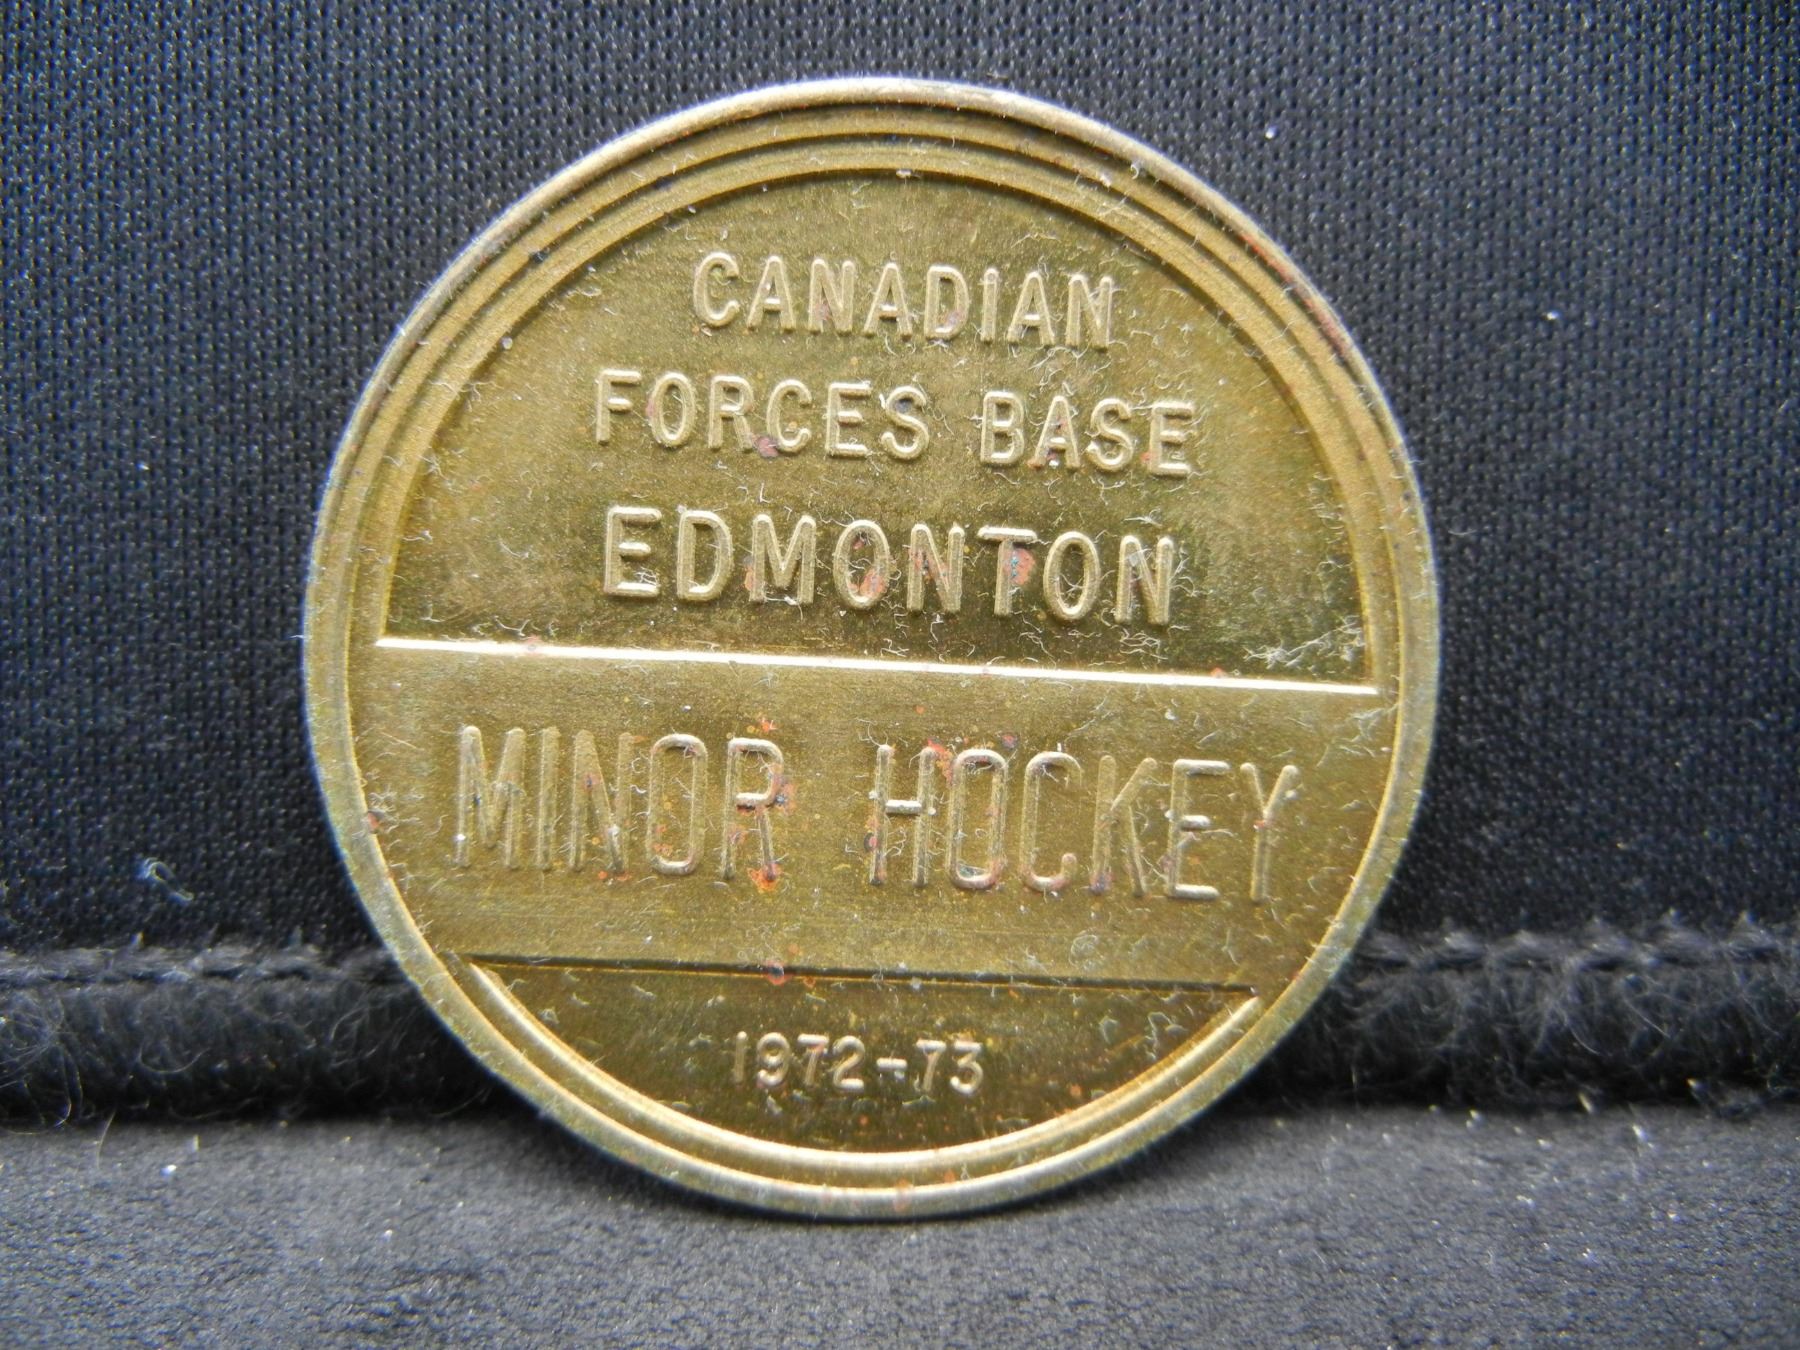 CANADIAN
FORCES BASE
EDMONTON
MINOR HOCKEY
1972-73